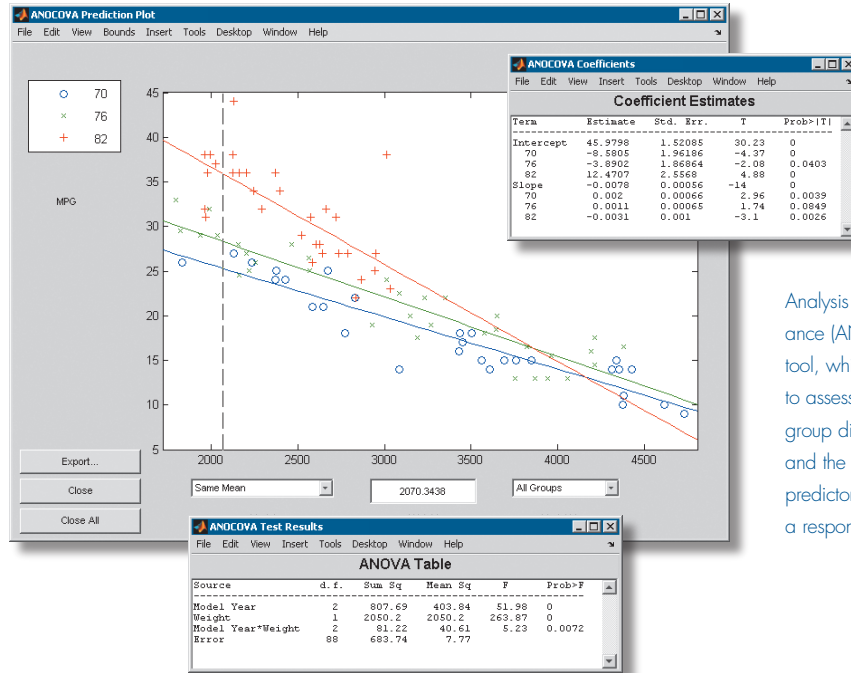 ANOCOVA Prediction Plot
File Edit View Bounds Insert Tools Desktop Window Help
70
76
82
MPG
45
40
35
30
25
20
15
10
5
2000 2500 3000 3500 4000 4500
Export...
Close
Close All
Same Mean
2070.3438
All Groups
ANOCOVA Coefficients
File Edit View Insert Tools Desktop Window Help
Coefficient Estimates
Term Estimate Std. Err. T Prob>|T|
Intercept 45.9798 1.52085 30.23 0
70 -8.5805 1.96186 -4.37 0
76 -3.8902 1.86864 -2.08 0.0403
82 12.4707 2.5568 4.88 0
Slope -0.0078 0.00056 -14 0
70 0.002 0.00066 2.96 0.0039
76 0.0011 0.00065 1.74 0.0849
82 -0.0031 0.001 -3.1 0.0026
Analysis
ance (AN
tool, whi
to assess
group di
and the
predictor
a respon
ANOCOVA Test Results
File Edit View Insert Tools Desktop Window Help
ANOVA Table
Source d.f. Sum Sq Mean Sq F Prob>F
Model Year 2 807.69 403.84 51.98 0
Weight 1 2050.2 2050.2 263.87 0
Model Year*Weight 2 81.22 40.61 5.23 0.0072
Error 88 683.74 7.77